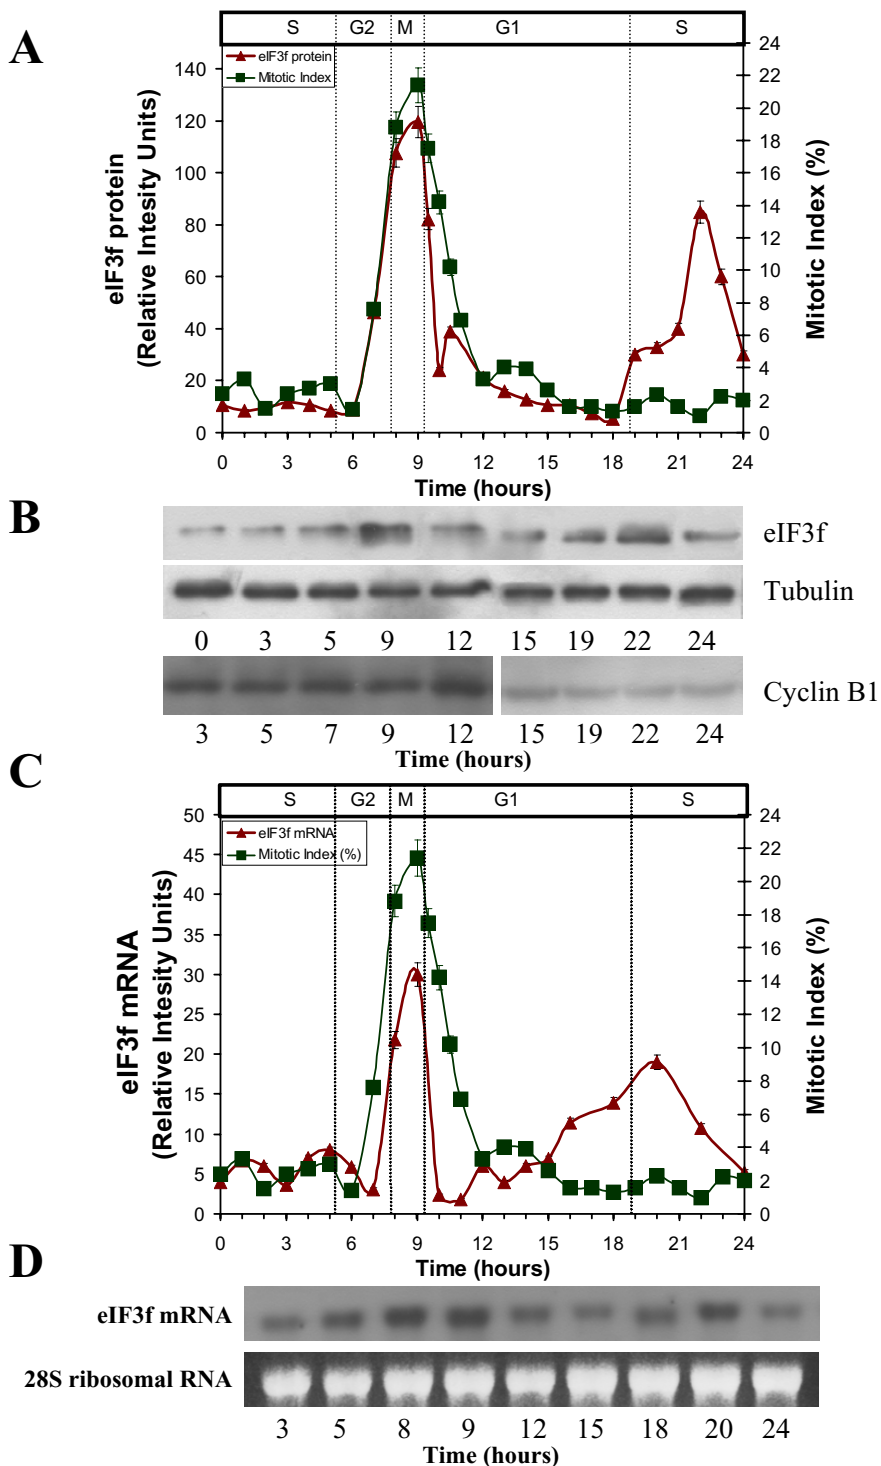 A
S G2 M G1 S
eIF3f protein
Mitotic Index
eIF3f protein
(Relative Intesity Units)
140
120
100
80
60
40
20
0
24
22
20
18
16
14
12
10
8
6
4
2
0
Mitotic Index (%)
0 3 6 9 12 15 18 21 24
Time (hours)
B
eIF3f
Tubulin
0 3 5 9 12 15 19 22 24
Cyclin B1
3 5 7 9 12 15 19 22 24
Time (hours)
C
S G2 M G1 S
eIF3f mRNA
Mitotic Index (%)
eIF3f mRNA
(Relative Intesity Units)
50
45
40
35
30
25
20
15
10
5
0
24
22
20
18
16
14
12
10
8
6
4
2
0
Mitotic Index (%)
0 3 6 9 12 15 18 21 24
Time (hours)
D
eIF3f mRNA
28S ribosomal RNA
3 5 8 9 12 15 18 20 24
Time (hours)